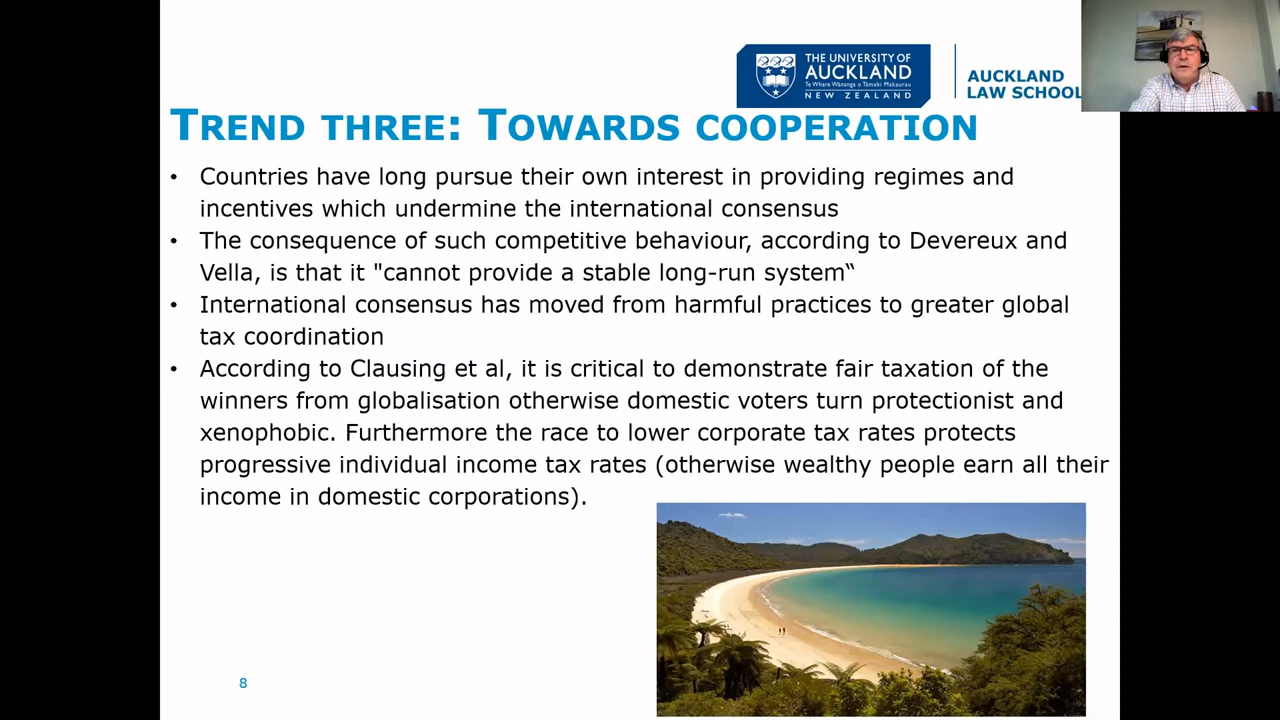 THE UNIVERSITY OF
AUCKLAND
Te Whare Wānanga o Tāmaki Makaurau
NEW ZEALAND
AUCKLAND
LAW SCHOOL
TREND THREE: TOWARDS COOPERATION
• Countries have long pursue their own interest in providing regimes and
incentives which undermine the international consensus
• The consequence of such competitive behaviour, according to Devereux and
Vella, is that it "cannot provide a stable long-run system“
• International consensus has moved from harmful practices to greater global
tax coordination
• According to Clausing et al, it is critical to demonstrate fair taxation of the
winners from globalisation otherwise domestic voters turn protectionist and
xenophobic. Furthermore the race to lower corporate tax rates protects
progressive individual income tax rates (otherwise wealthy people earn all their
income in domestic corporations).
8